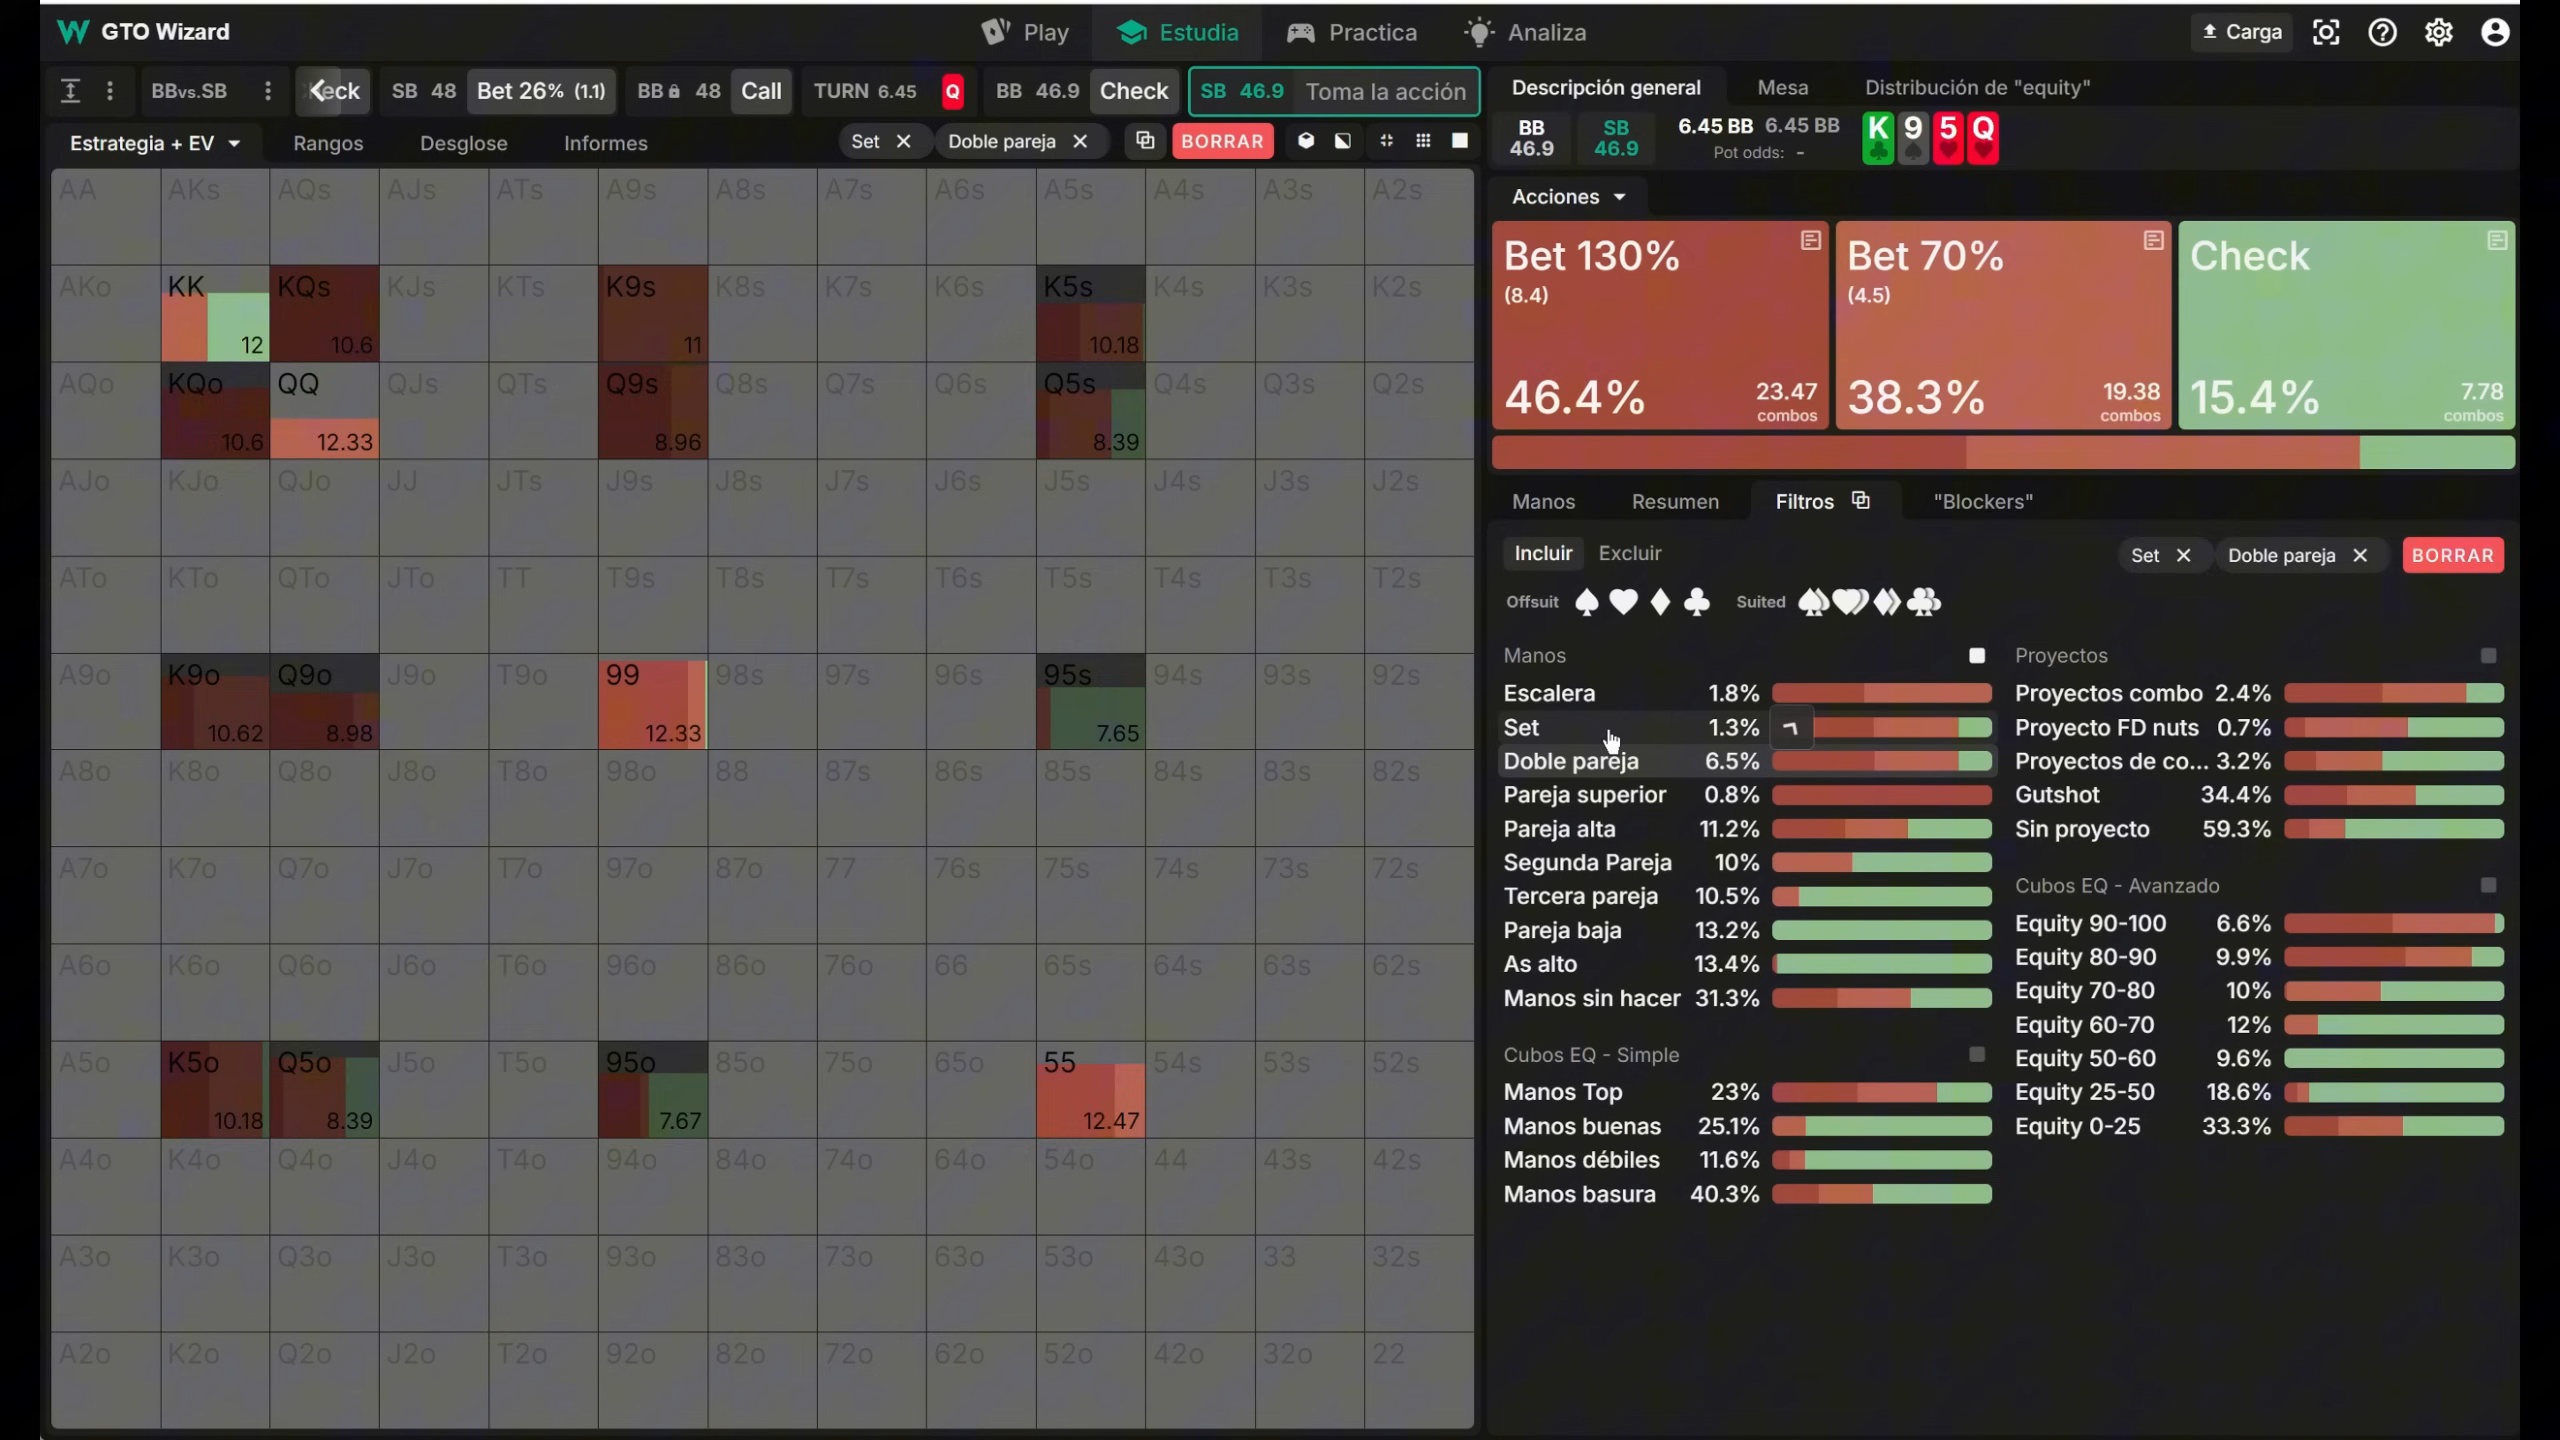 GTO Wizard
Play
Estudia
Practica
Analiza
Carga
BBvs.SB
eck
SB 48 Bet 26% (1.1)
BB 48 Call
TURN 6.45 Q
BB 46.9 Check
SB 46.9 Toma la acción
Descripción general
Mesa
Distribución de "equity"
Estrategia + EV
Rangos
Desglose
Informes
Set
Doble pareja
BORRAR
BB 46.9
SB 46.9
6.45 BB 6.45 BB
Pot odds: -
K 9 5 Q
Acciones
Bet 130%
(8.4)
46.4%
23.47 combos
Bet 70%
(4.5)
38.3%
19.38 combos
Check
15.4%
7.78 combos
AA AKs AQs AJs ATs A9s A8s A7s A6s A5s A4s A3s A2s
AKo KK KQs KJs KTs K9s K8s K7s K6s K5s K4s K3s K2s
12 10.6 11 10.18
AQo KQo QQ QJs QTs Q9s Q8s Q7s Q6s Q5s Q4s Q3s Q2s
10.6 12.33 8.96 8.39
AJo KJo QJo JJ JTs J9s J8s J7s J6s J5s J4s J3s J2s
ATo KTo QTo JTo TT T9s T8s T7s T6s T5s T4s T3s T2s
A9o K9o Q9o J9o T9o 99 98s 97s 96s 95s 94s 93s 92s
10.62 8.98 12.33 7.65
A8o K8o Q8o J8o T8o 98o 88 87s 86s 85s 84s 83s 82s
A7o K7o Q7o J7o T7o 97o 87o 77 76s 75s 74s 73s 72s
A6o K6o Q6o J6o T6o 96o 86o 76o 66 65s 64s 63s 62s
A5o K5o Q5o J5o T5o 95o 85o 75o 65o 55 54s 53s 52s
10.18 8.39 7.67 12.47
A4o K4o Q4o J4o T4o 94o 84o 74o 64o 54o 44 43s 42s
A3o K3o Q3o J3o T3o 93o 83o 73o 63o 53o 43o 33 32s
A2o K2o Q2o J2o T2o 92o 82o 72o 62o 52o 42o 32o 22
Manos
Resumen
Filtros
"Blockers"
Incluir
Excluir
Set
Doble pareja
BORRAR
Offsuit
Suited
Manos
Escalera 1.8%
Set 1.3%
Doble pareja 6.5%
Pareja superior 0.8%
Pareja alta 11.2%
Segunda Pareja 10%
Tercera pareja 10.5%
Pareja baja 13.2%
As alto 13.4%
Manos sin hacer 31.3%
Cubos EQ - Simple
Manos Top 23%
Manos buenas 25.1%
Manos débiles 11.6%
Manos basura 40.3%
Proyectos
Proyectos combo 2.4%
Proyecto FD nuts 0.7%
Proyectos de co... 3.2%
Gutshot 34.4%
Sin proyecto 59.3%
Cubos EQ - Avanzado
Equity 90-100 6.6%
Equity 80-90 9.9%
Equity 70-80 10%
Equity 60-70 12%
Equity 50-60 9.6%
Equity 25-50 18.6%
Equity 0-25 33.3%